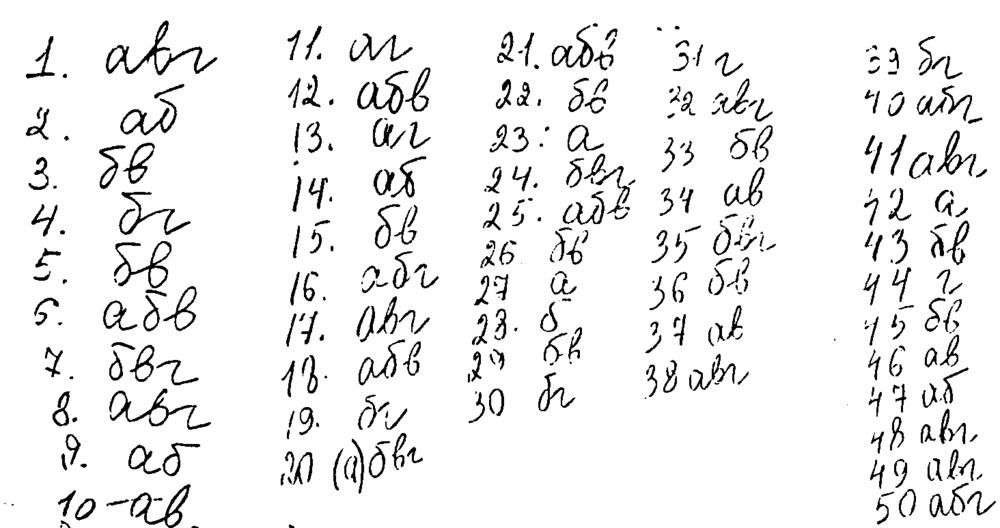 1. авг
2. аб
3. бв
4. бг
5. бв
6. абв
7. бвг
8. авг
9. аб
10 - ав
11. аг
12. абв
13. аг
14. аб
15. бв
16. абг
17. авг
18. абв
19. бг
20 (а) бвг
21. абв
22. бв
23. а
24. бвг
25. абв
26 бв
27 а
28. б
29 бв
30 бг
31 г
32 авг
33 бв
34 ав
35 бвг
36 бв
37 ав
38 авг
39 бг
40 абг
41 авг
42 а
43 бв
44 г
45 бв
46 ав
47 аб
48 авг
49 авг
50 абг